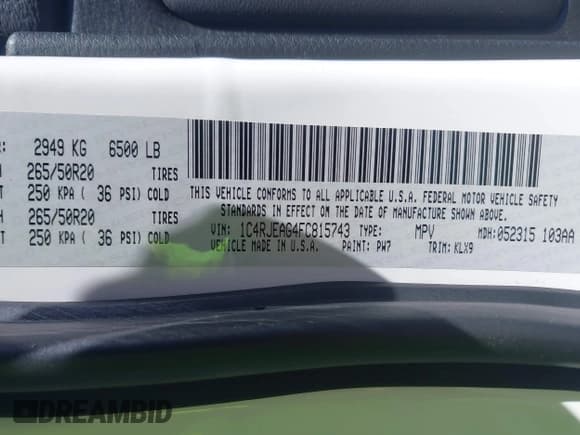 R: 2949 KG 6500 LB
H 265/50R20 TIRES
T 250 KPA ( 36 PSI) COLD
H 265/50R20 TIRES
T 250 KPA ( 36 PSI) COLD
THIS VEHICLE CONFORMS TO ALL APPLICABLE U.S.A. FEDERAL MOTOR VEHICLE SAFETY
STANDARDS IN EFFECT ON THE DATE OF MANUFACTURE SHOWN ABOVE.
VIN: 1C4RJEAG4FC815743 TYPE: MPV MDH: 052315 103AA
VEHICLE MADE IN U.S.A. PAINT: PW7 TRIM: KLX9
DREAMBID